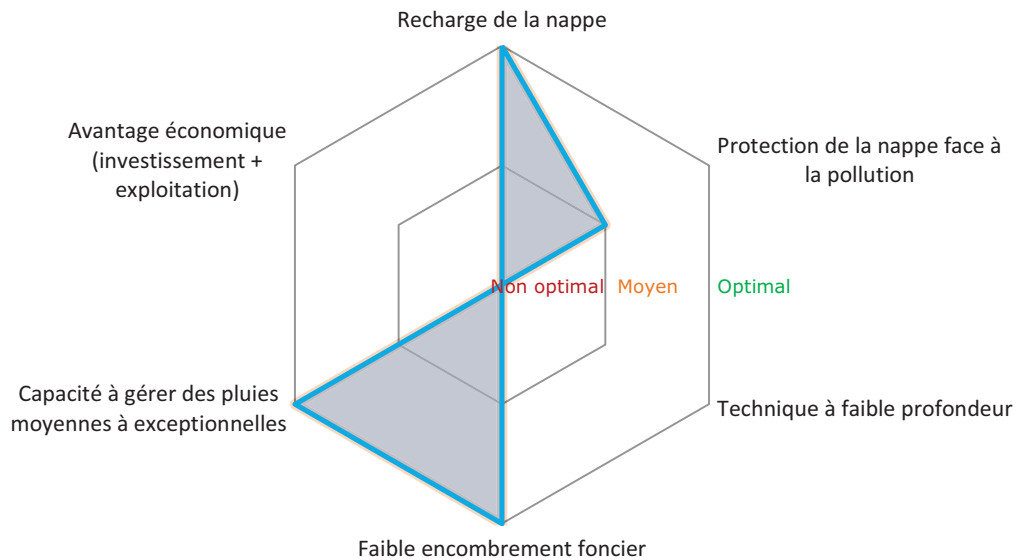 Recharge de la nappe
Avantage économique
(investissement +
exploitation)
Protection de la nappe face à
la pollution
Non optimal
Moyen
Optimal
Capacité à gérer des pluies
moyennes à exceptionnelles
Technique à faible profondeur
Faible encombrement foncier